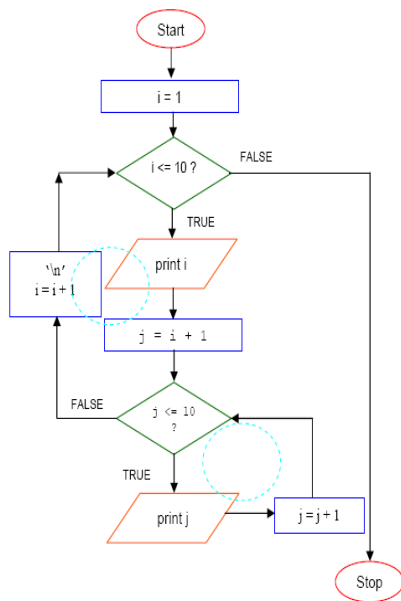 Start
i = 1
i <= 10 ?
FALSE
TRUE
print i
'\n'
i = i + 1
j = i + 1
j <= 10
?
FALSE
TRUE
print j
j = j + 1
Stop